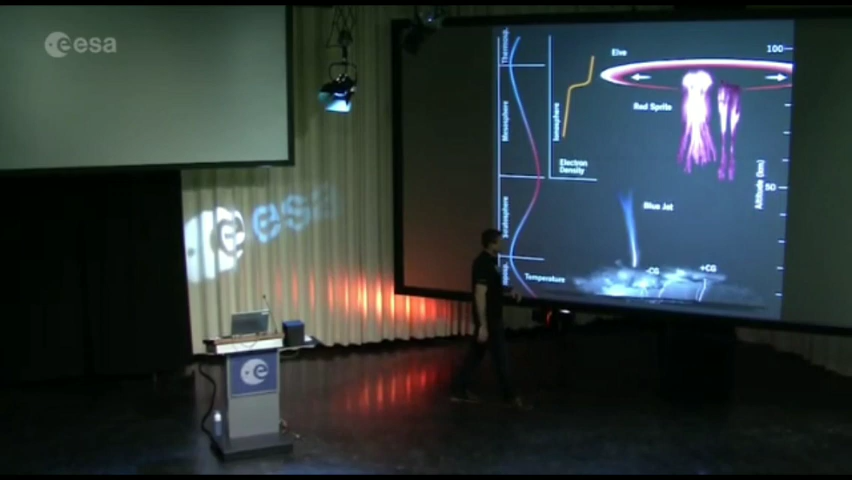 esa
esa
Thermosp.
Mesosphere
Stratosphere
Temperature
Ionosphere
Electron
Density
Elve
Red Sprite
Blue Jet
-CG
+CG
100
50
Altitude (km)
e